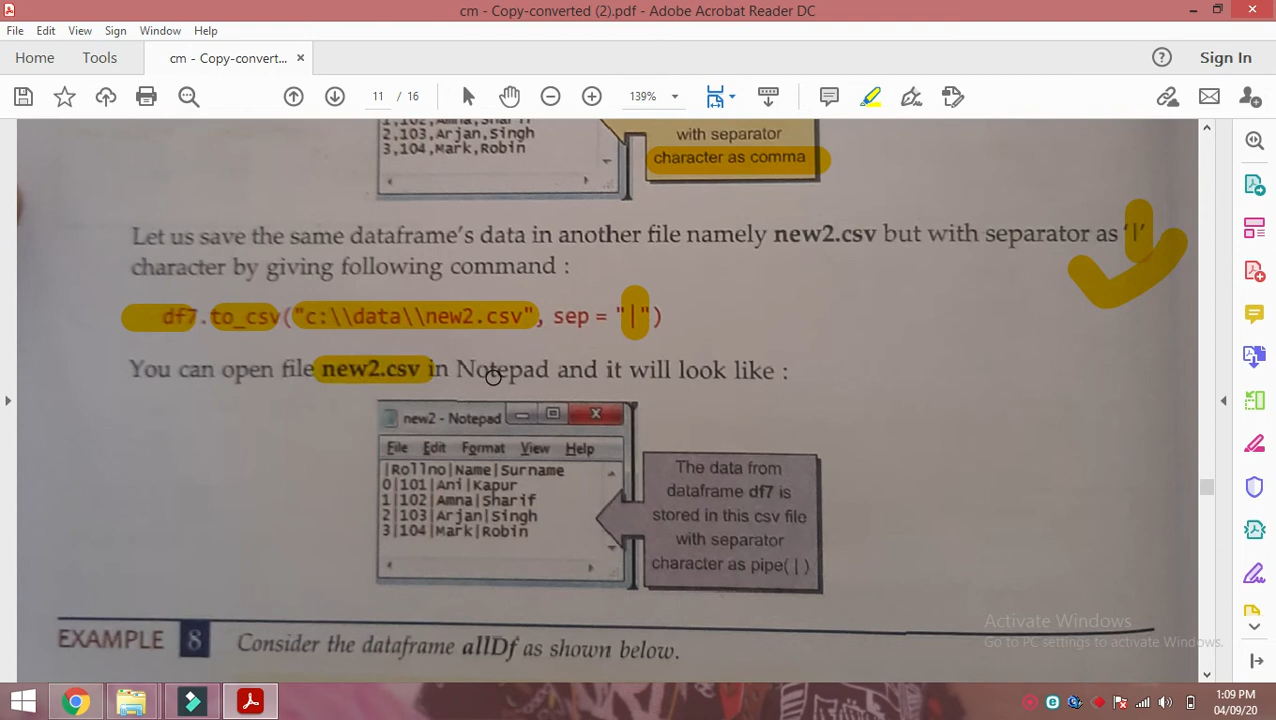 cm - Copy-converted (2).pdf - Adobe Acrobat Reader DC
File Edit View Sign Window Help
Home Tools cm - Copy-convert... × Sign In
11 / 16 139%
1,102,Amna,Sharif
2,103,Arjan,Singh
3,104,Mark,Robin
with separator
character as comma
Let us save the same dataframe's data in another file namely new2.csv but with separator as '|'
character by giving following command :
df7.to_csv("c:\\data\\new2.csv", sep = "|")
You can open file new2.csv in Notepad and it will look like :
new2 - Notepad
File Edit Format View Help
|Rollno|Name|Surname
0|101|Ani|Kapur
1|102|Amna|Sharif
2|103|Arjan|Singh
3|104|Mark|Robin
The data from
dataframe df7 is
stored in this csv file
with separator
character as pipe( | )
EXAMPLE 8 Consider the dataframe allDf as shown below.
Activate Windows
Go to PC settings to activate Windows.
1:09 PM
04/09/20